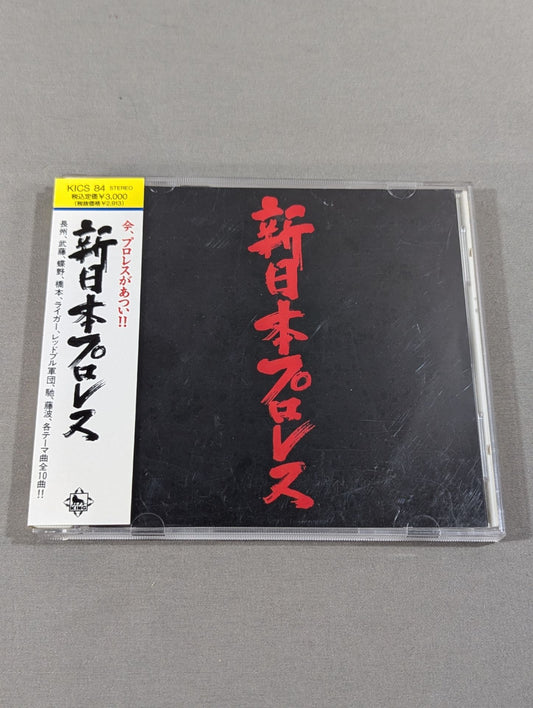 KICS 84 STEREO
税込定価¥3,000
(税抜価格¥2,913)
今、プロレスがあつい!!
新日本プロレス
長州、武藤、蝶野、橋本、ライガー、レッドブル軍団、馳、藤波、各テーマ曲全10曲!!
KING
新日本プロレス